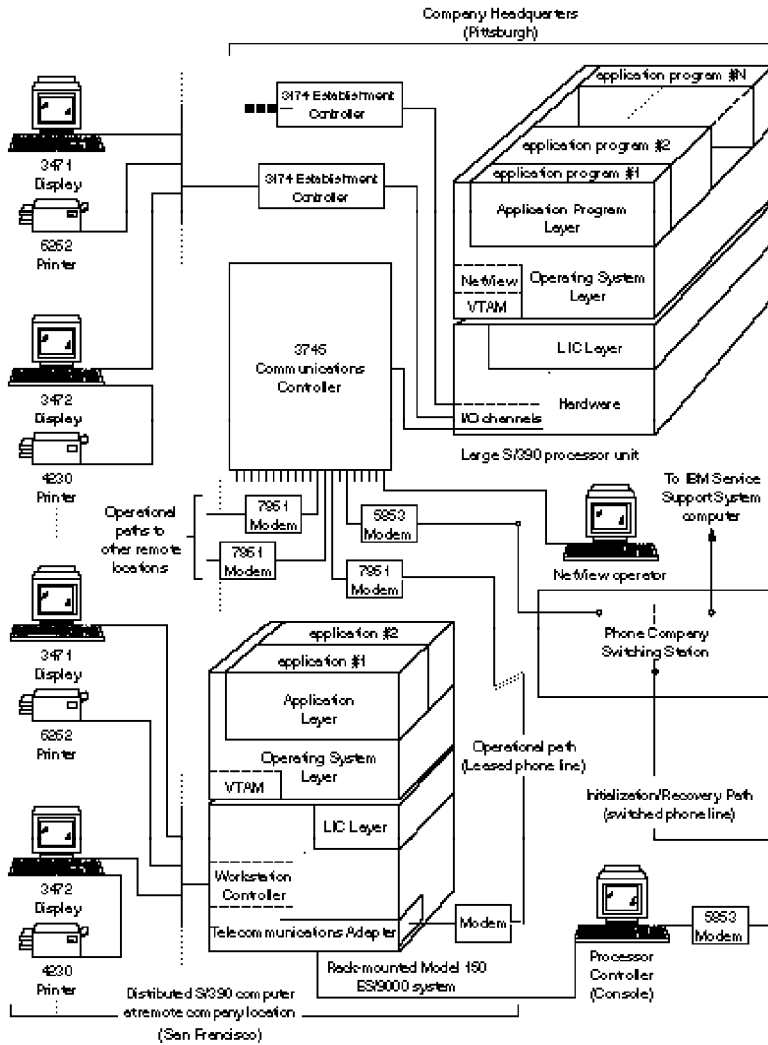 Company Headquarters
(Pittsburgh)
application program #N
3174 Establishment
Controller
application program #2
3471
Display
application program #1
3174 Establishment
Controller
Application Program
Layer
6262
Printer
NetView
Operating System
Layer
VTAM
3745
Communications
Controller
LIC Layer
3472
Display
Hardware
I/O channels
Large S/390 processor unit
4230
Printer
To IBM Service
Support System
computer
Operational
paths to
other remote
locations
7951
Modem
5853
Modem
7951
Modem
7951
Modem
NetView operator
3471
Display
application #2
application #1
Phone Company
Switching Station
Application
Layer
6262
Printer
Operating System
Layer
VTAM
Operational path
(Leased phone line)
LIC Layer
Initialization/Recovery Path
(switched phone line)
3472
Display
Workstation
Controller
Telecommunications Adapter
Modem
5853
Modem
4230
Printer
Rack-mounted Model 150
ES/9000 system
Processor
Controller
(Console)
Distributed S/390 computer
at remote company location
(San Francisco)